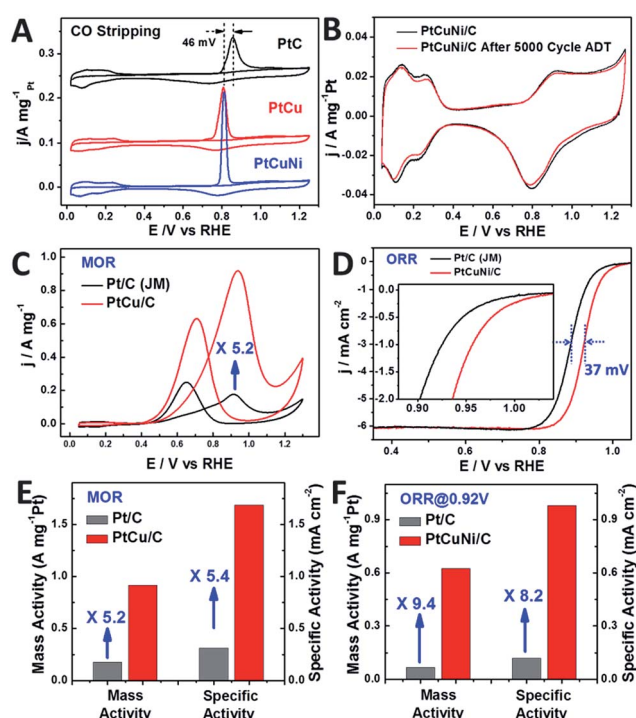 A
CO Stripping
46 mV
PtC
PtCu
PtCuNi
j/A mg⁻¹Pt
0.3
0.2
0.1
0.0
0.0 0.2 0.4 0.6 0.8 1.0 1.2
E /V vs RHE
B
PtCuNi/C
PtCuNi/C After 5000 Cycle ADT
j / A mg⁻¹Pt
0.04
0.02
0.00
-0.02
-0.04
0.0 0.2 0.4 0.6 0.8 1.0 1.2
E / V vs RHE
C
MOR
Pt/C (JM)
PtCu/C
X 5.2
j / A mg⁻¹
1.0
0.8
0.6
0.4
0.2
0.0
0.0 0.2 0.4 0.6 0.8 1.0 1.2
E / V vs RHE
D
ORR
Pt/C (JM)
PtCuNi/C
37 mV
0.90 0.95 1.00
j / mA cm⁻²
0
-1
-2
-3
-4
-5
-6
0.4 0.6 0.8 1.0
E / V vs RHE
E
MOR
Pt/C
PtCu/C
X 5.2
X 5.4
Mass Activity (A mg⁻¹Pt)
1.5
1.0
0.5
0.0
Specific Activity (mA cm⁻²)
1.5
1.0
0.5
0.0
Mass Activity
Specific Activity
F
ORR@0.92V
Pt/C
PtCuNi/C
X 9.4
X 8.2
Mass Activity (A mg⁻¹Pt)
0.9
0.6
0.3
0.0
Specific Activity (mA cm⁻²)
0.9
0.6
0.3
0.0
Mass Activity
Specific Activity